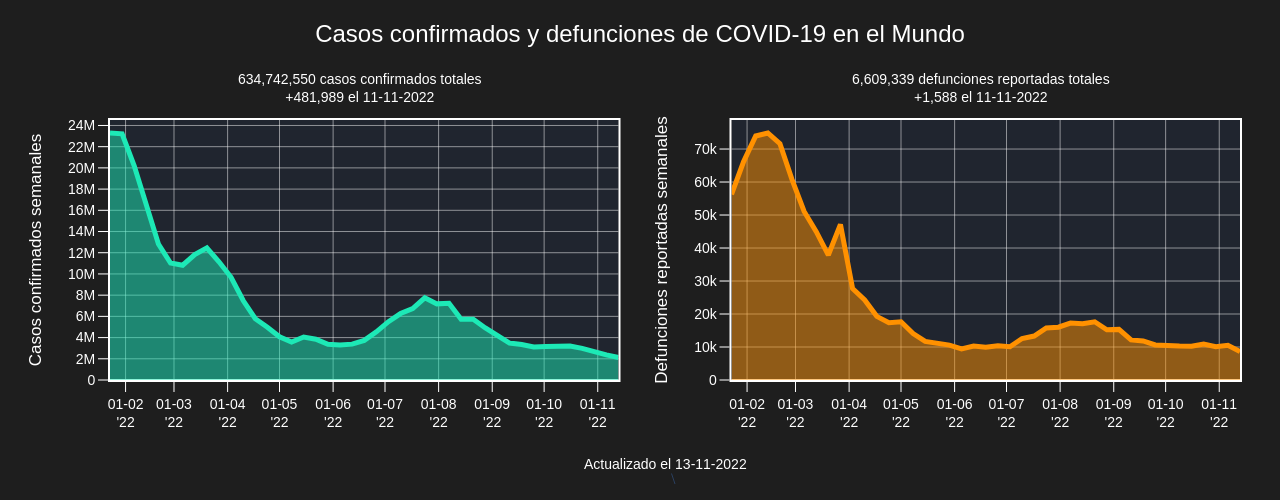 Casos confirmados y defunciones de COVID-19 en el Mundo
634,742,550 casos confirmados totales
+481,989 el 11-11-2022
Casos confirmados semanales
24M
22M
20M
18M
16M
14M
12M
10M
8M
6M
4M
2M
0
01-02 01-03 01-04 01-05 01-06 01-07 01-08 01-09 01-10 01-11
'22 '22 '22 '22 '22 '22 '22 '22 '22 '22
6,609,339 defunciones reportadas totales
+1,588 el 11-11-2022
Defunciones reportadas semanales
70k
60k
50k
40k
30k
20k
10k
0
01-02 01-03 01-04 01-05 01-06 01-07 01-08 01-09 01-10 01-11
'22 '22 '22 '22 '22 '22 '22 '22 '22 '22
Actualizado el 13-11-2022
\